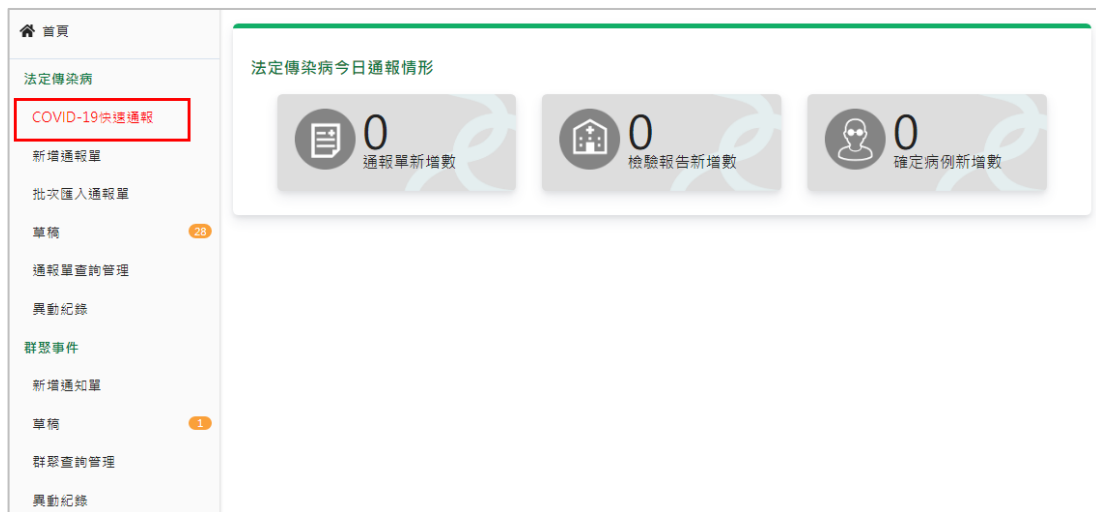 首頁
法定傳染病
COVID-19快速通報
新增通報單
批次匯入通報單
草稿 28
通報單查詢管理
異動紀錄
群聚事件
新增通知單
草稿 1
群聚查詢管理
異動紀錄
法定傳染病今日通報情形
0
通報單新增數
0
檢驗報告新增數
0
確定病例新增數